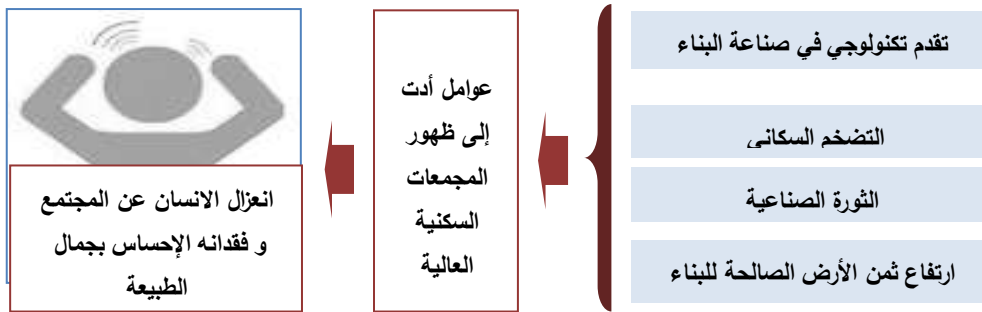 تقدم تكنولوجي في صناعة البناء
التضخم السكاني
الثورة الصناعية
ارتفاع ثمن الأرض الصالحة للبناء
عوامل أدت
إلى ظهور
المجمعات
السكنية
العالية
انعزال الانسان عن المجتمع
و فقدانه الإحساس بجمال
الطبيعة